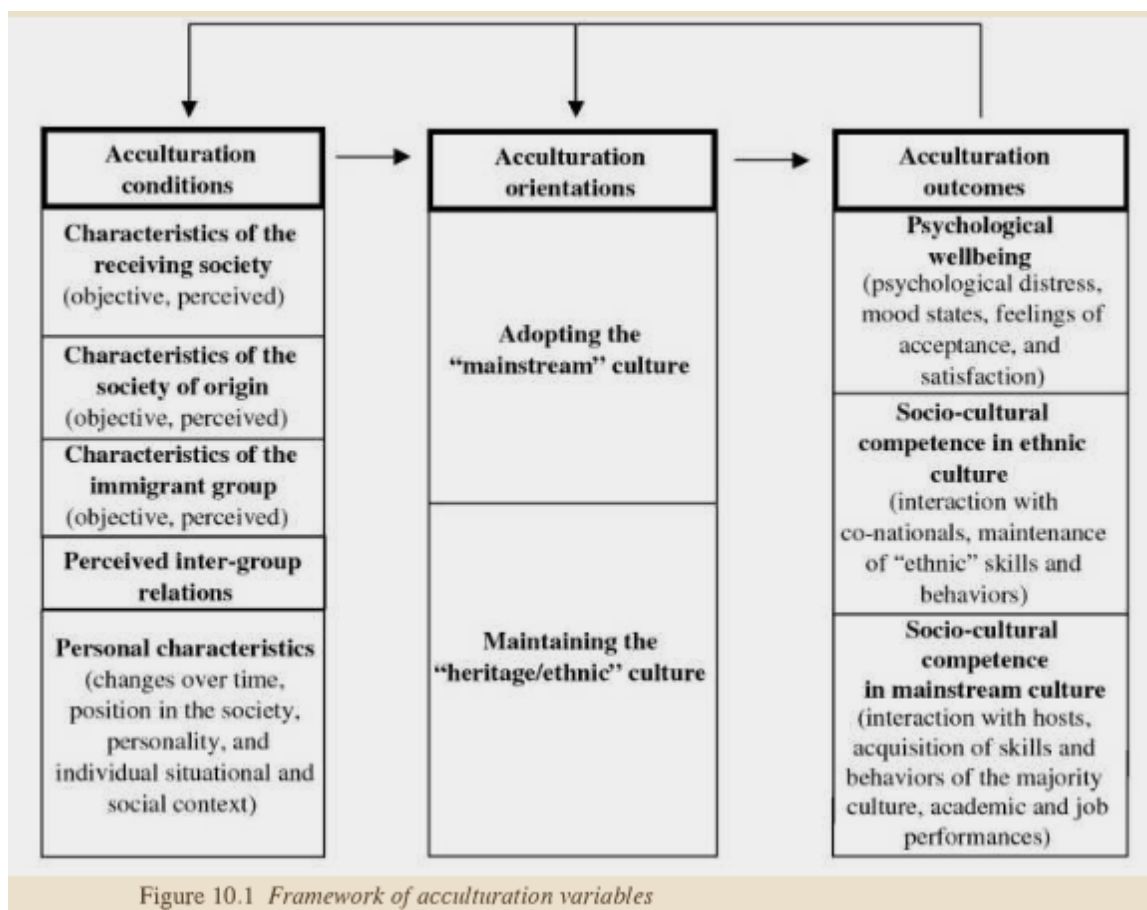 Acculturation
conditions
Characteristics of the
receiving society
(objective, perceived)
Characteristics of the
society of origin
(objective, perceived)
Characteristics of the
immigrant group
(objective, perceived)
Perceived inter-group
relations
Personal characteristics
(changes over time,
position in the society,
personality, and
individual situational and
social context)
Acculturation
orientations
Adopting the
“mainstream” culture
Maintaining the
“heritage/ethnic” culture
Acculturation
outcomes
Psychological
wellbeing
(psychological distress,
mood states, feelings of
acceptance, and
satisfaction)
Socio-cultural
competence in ethnic
culture
(interaction with
co-nationals, maintenance
of “ethnic” skills and
behaviors)
Socio-cultural
competence
in mainstream culture
(interaction with hosts,
acquisition of skills and
behaviors of the majority
culture, academic and job
performances)
Figure 10.1 Framework of acculturation variables